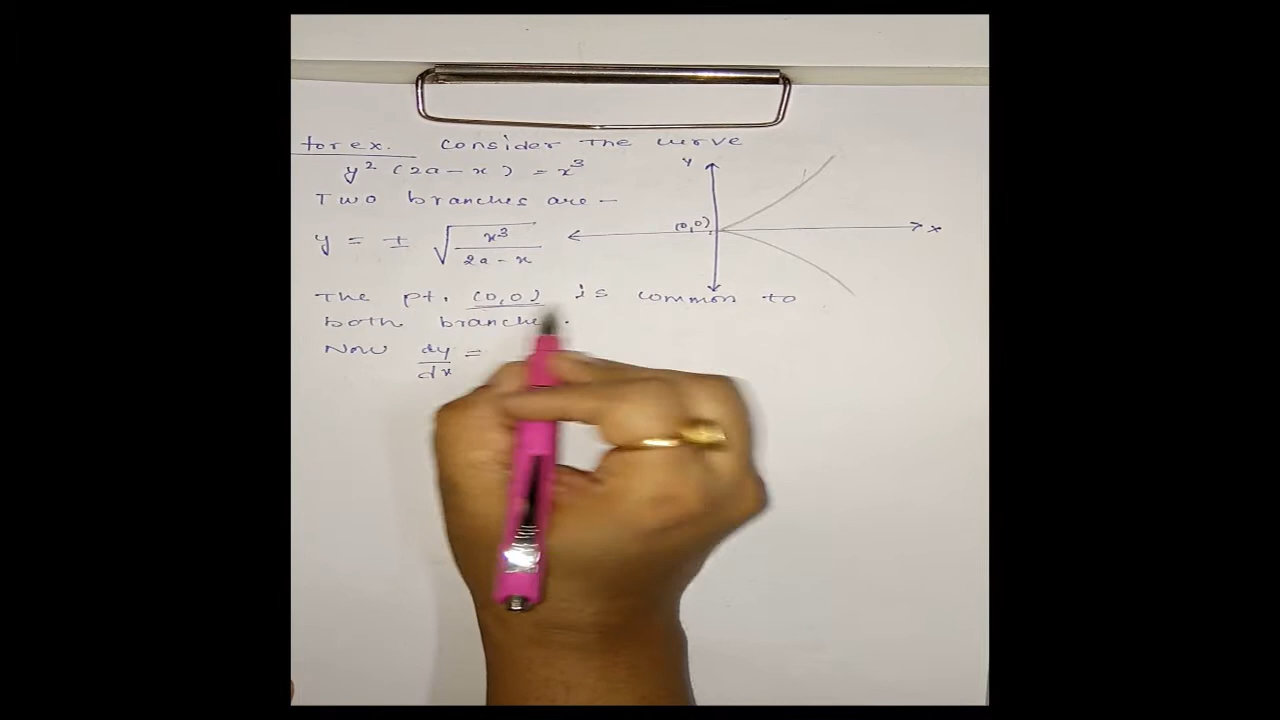 for ex. Consider the curve
y² (2a - x) = x³
Two branches are -
y = ± √(x³ / (2a - x))
The pt. (0,0) is common to
both branches.
Now dy/dx =
Y
(0,0)
x